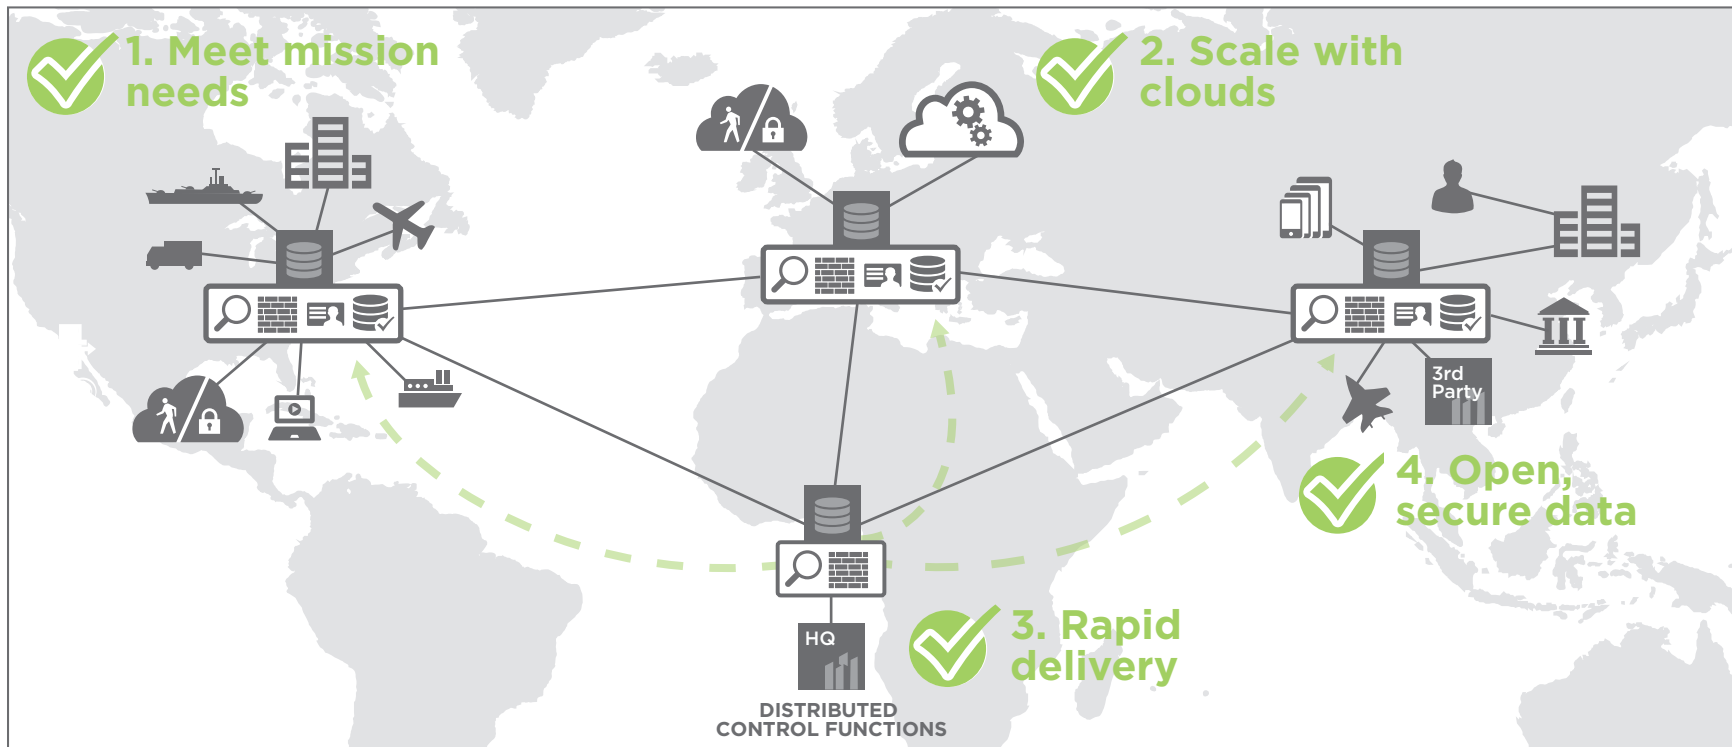 1. Meet mission
needs
2. Scale with
clouds
3rd
Party
4. Open,
secure data
3. Rapid
delivery
HQ
DISTRIBUTED
CONTROL FUNCTIONS